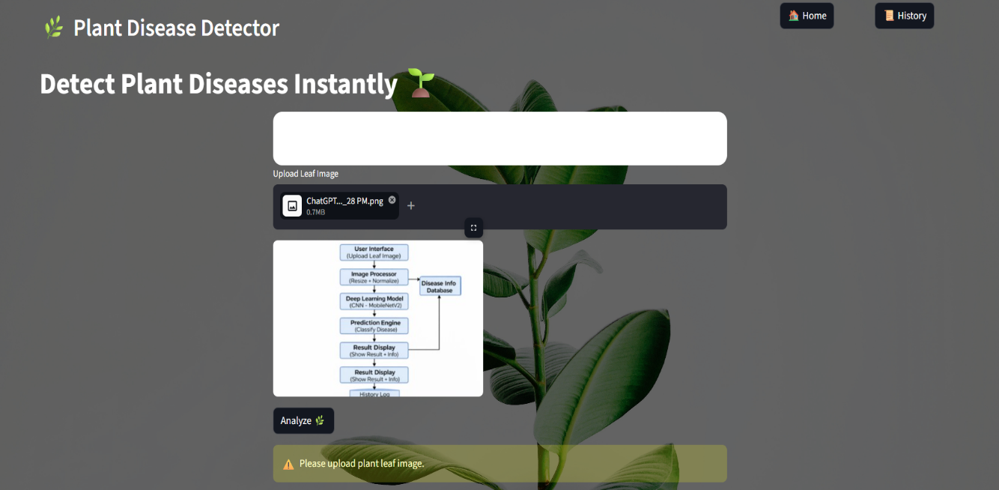 🌿 Plant Disease Detector
🏠 Home
📜 History
Detect Plant Diseases Instantly 🌱
Upload Leaf Image
ChatGPT..._28 PM.png
0.7MB
User Interface
(Upload Leaf Image)
Image Processor
(Resize + Normalize)
Disease Info
Database
Deep Learning Model
(CNN - MobileNetV2)
Prediction Engine
(Classify Disease)
Result Display
(Show Result + Info)
Result Display
(Show Result + Info)
History Log
Analyze 🌿
⚠️ Please upload plant leaf image.